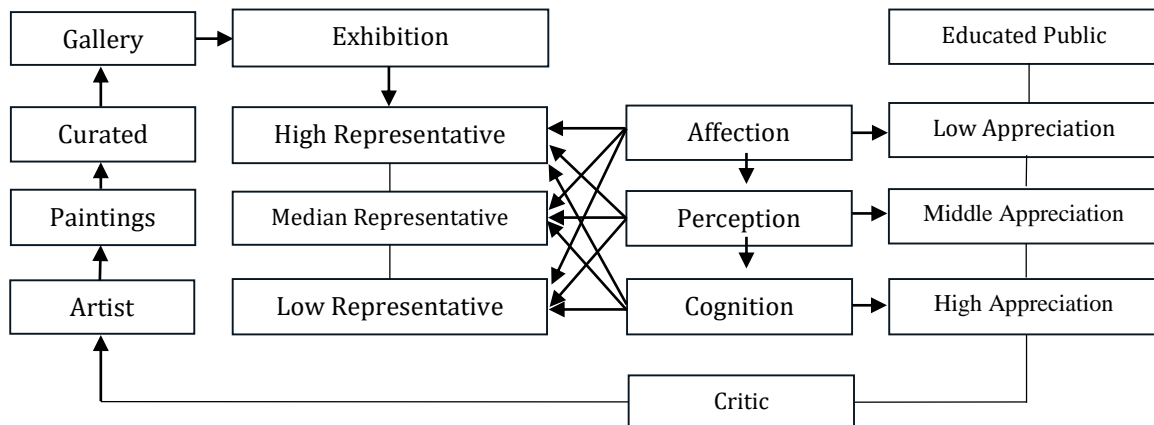 Gallery
Exhibition
Educated Public
Curated
High Representative
Affection
Low Appreciation
Paintings
Median Representative
Perception
Middle Appreciation
Artist
Low Representative
Cognition
High Appreciation
Critic